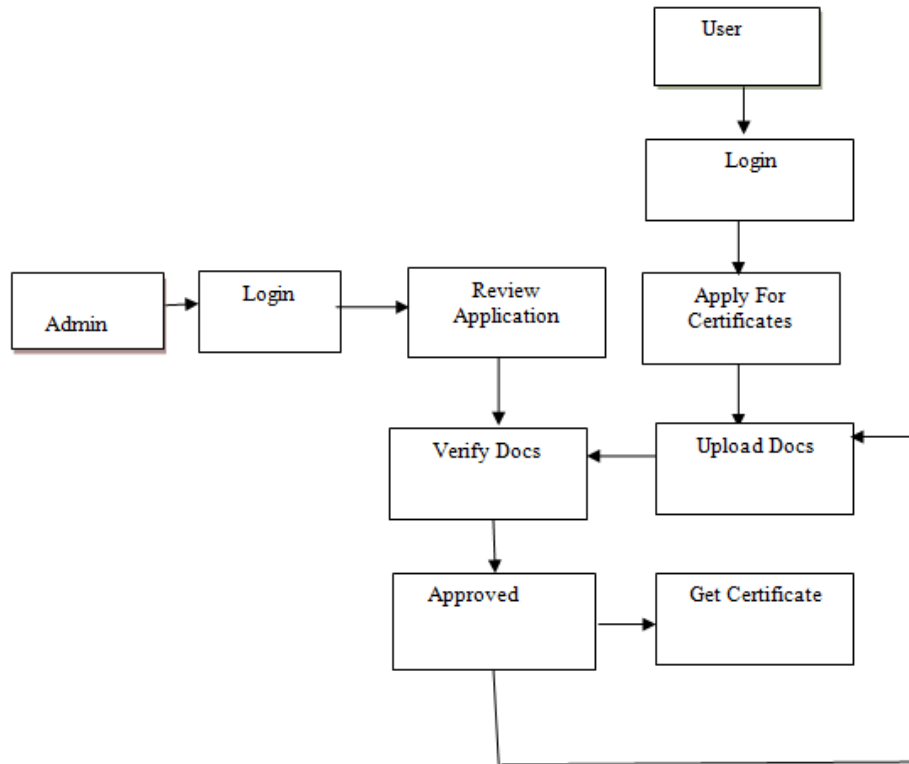 User
Login
Admin
Login
Review
Application
Apply For
Certificates
Verify Docs
Upload Docs
Approved
Get Certificate